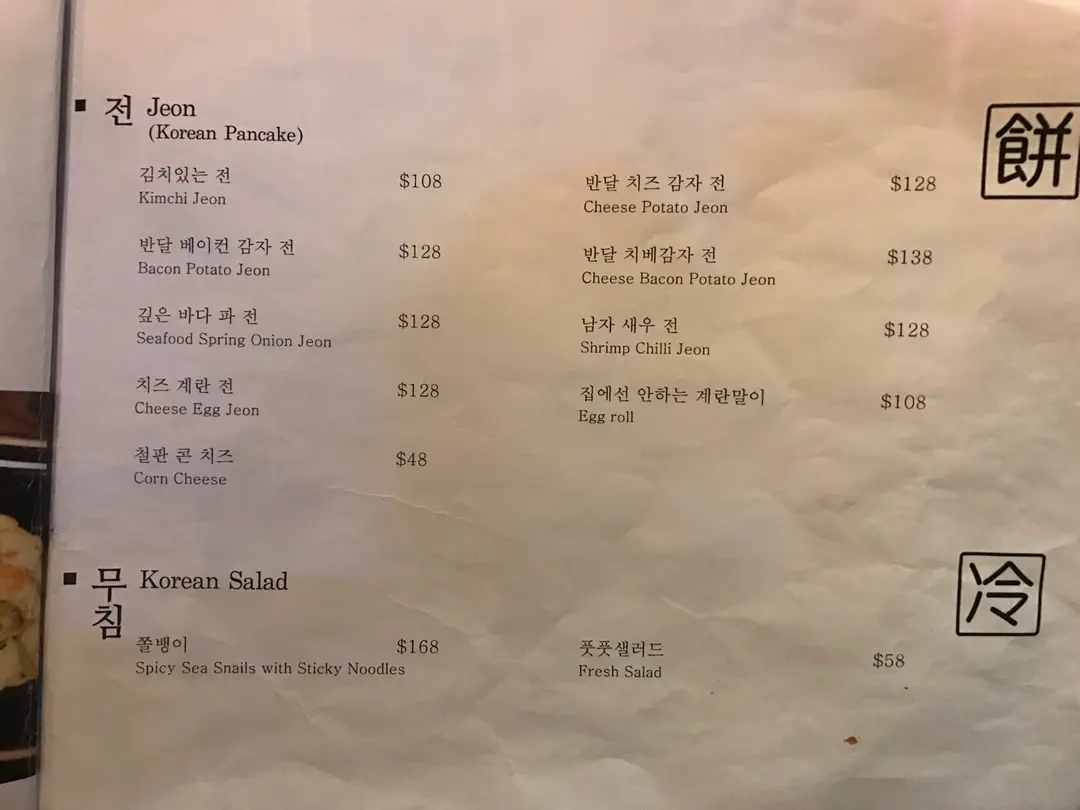 ■ 전 Jeon
(Korean Pancake)
餅
김치있는 전 $108
Kimchi Jeon
반달 베이컨 감자 전 $128
Bacon Potato Jeon
깊은 바다 파 전 $128
Seafood Spring Onion Jeon
치즈 계란 전 $128
Cheese Egg Jeon
철판 콘 치즈 $48
Corn Cheese
반달 치즈 감자 전 $128
Cheese Potato Jeon
반달 치베감자 전 $138
Cheese Bacon Potato Jeon
남자 새우 전 $128
Shrimp Chilli Jeon
집에선 안하는 계란말이 $108
Egg roll
■ 무침 Korean Salad
冷
쫄뱅이 $168
Spicy Sea Snails with Sticky Noodles
풋풋샐러드 $58
Fresh Salad